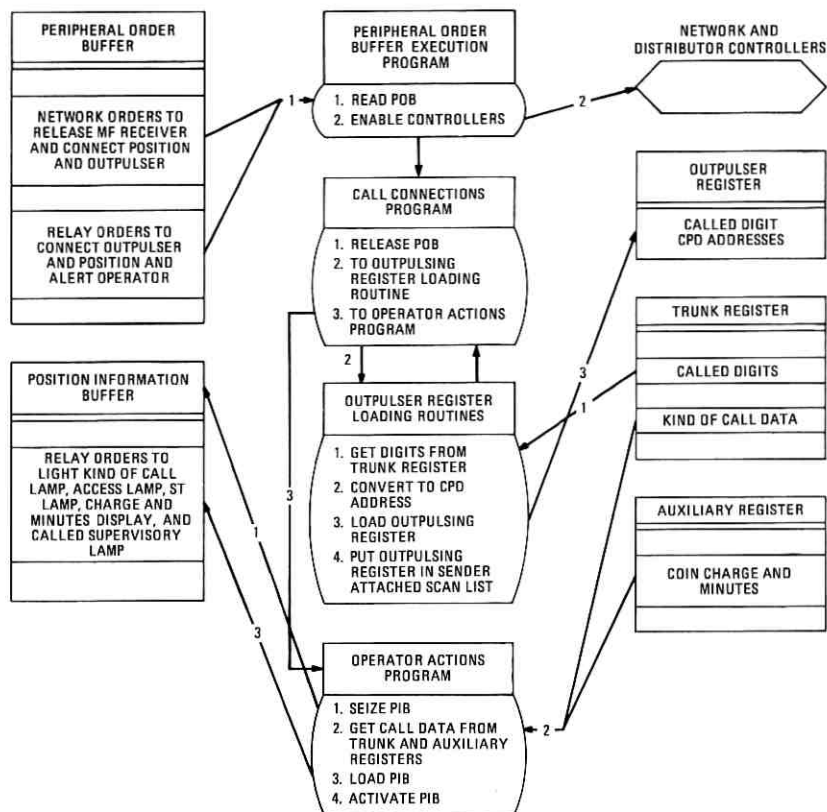 PERIPHERAL ORDER
BUFFER
NETWORK ORDERS TO
RELEASE MF RECEIVER
AND CONNECT POSITION
AND OUTPULSER
RELAY ORDERS TO
CONNECT OUTPULSER
AND POSITION AND
ALERT OPERATOR
1
PERIPHERAL ORDER
BUFFER EXECUTION
PROGRAM
1. READ POB
2. ENABLE CONTROLLERS
2
NETWORK AND
DISTRIBUTOR CONTROLLERS
CALL CONNECTIONS
PROGRAM
1. RELEASE POB
2. TO OUTPULSING
REGISTER LOADING
ROUTINE
3. TO OPERATOR ACTIONS
PROGRAM
OUTPULSER
REGISTER
CALLED DIGIT
CPD ADDRESSES
TRUNK REGISTER
CALLED DIGITS
KIND OF CALL DATA
2
3
1
POSITION INFORMATION
BUFFER
RELAY ORDERS TO
LIGHT KIND OF CALL
LAMP, ACCESS LAMP, ST
LAMP, CHARGE AND
MINUTES DISPLAY, AND
CALLED SUPERVISORY
LAMP
OUTPULSER REGISTER
LOADING ROUTINES
1. GET DIGITS FROM
TRUNK REGISTER
2. CONVERT TO CPD
ADDRESS
3. LOAD OUTPULSING
REGISTER
4. PUT OUTPULSING
REGISTER IN SENDER
ATTACHED SCAN LIST
AUXILIARY REGISTER
COIN CHARGE AND
MINUTES
3
1
3
OPERATOR ACTIONS
PROGRAM
1. SEIZE PIB
2. GET CALL DATA FROM
TRUNK AND AUXILIARY
REGISTERS
3. LOAD PIB
4. ACTIVATE PIB
2